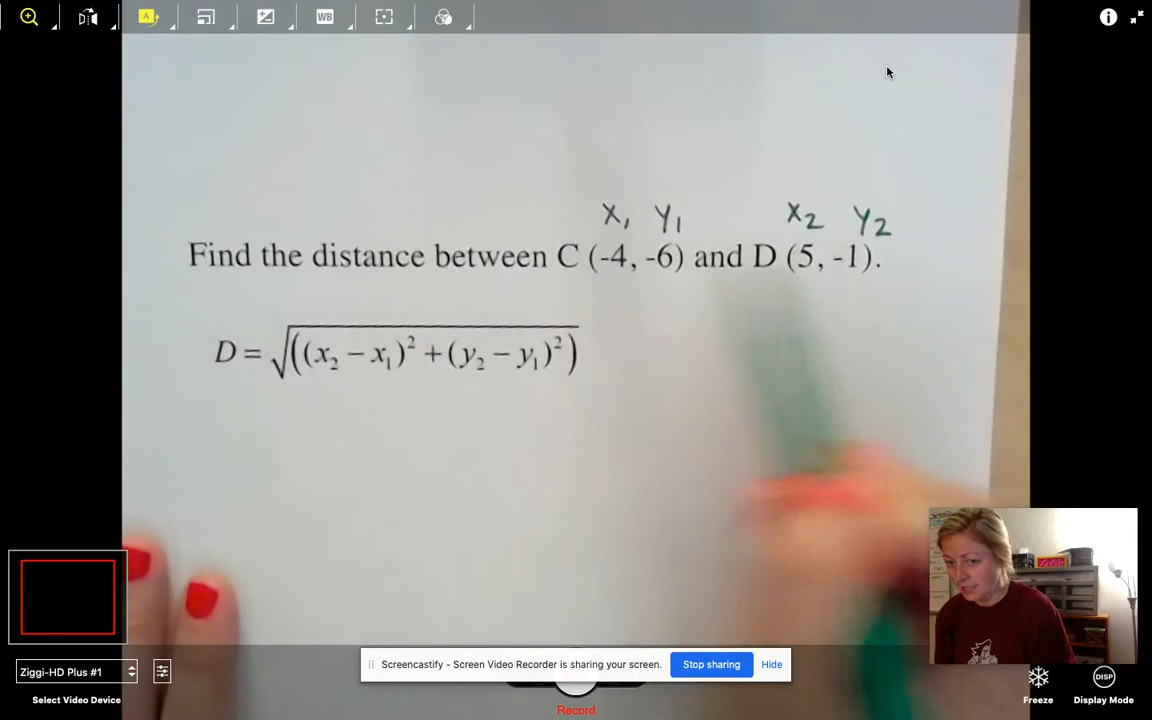 A
WB
i
x₁ y₁ x₂ y₂
Find the distance between C (-4, -6) and D (5, -1).
D = √((x₂ − x₁)² + (y₂ − y₁)²)
Ziggi-HD Plus #1
Select Video Device
Screencastify - Screen Video Recorder is sharing your screen.
Stop sharing
Hide
Record
Freeze
DISP
Display Mode